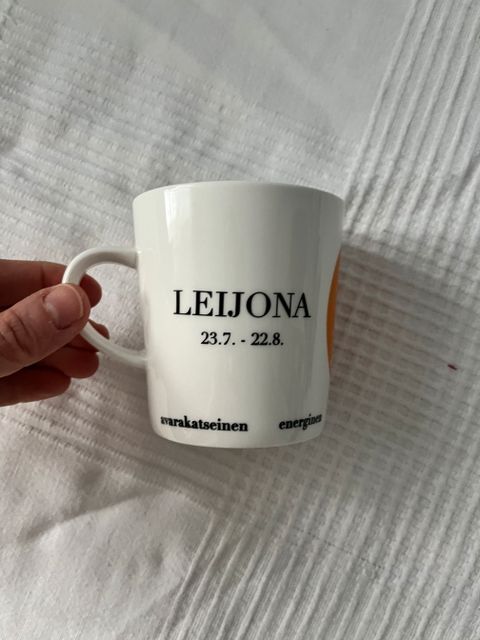 LEIJONA
23.7. - 22.8.
avarakatseinen energinen